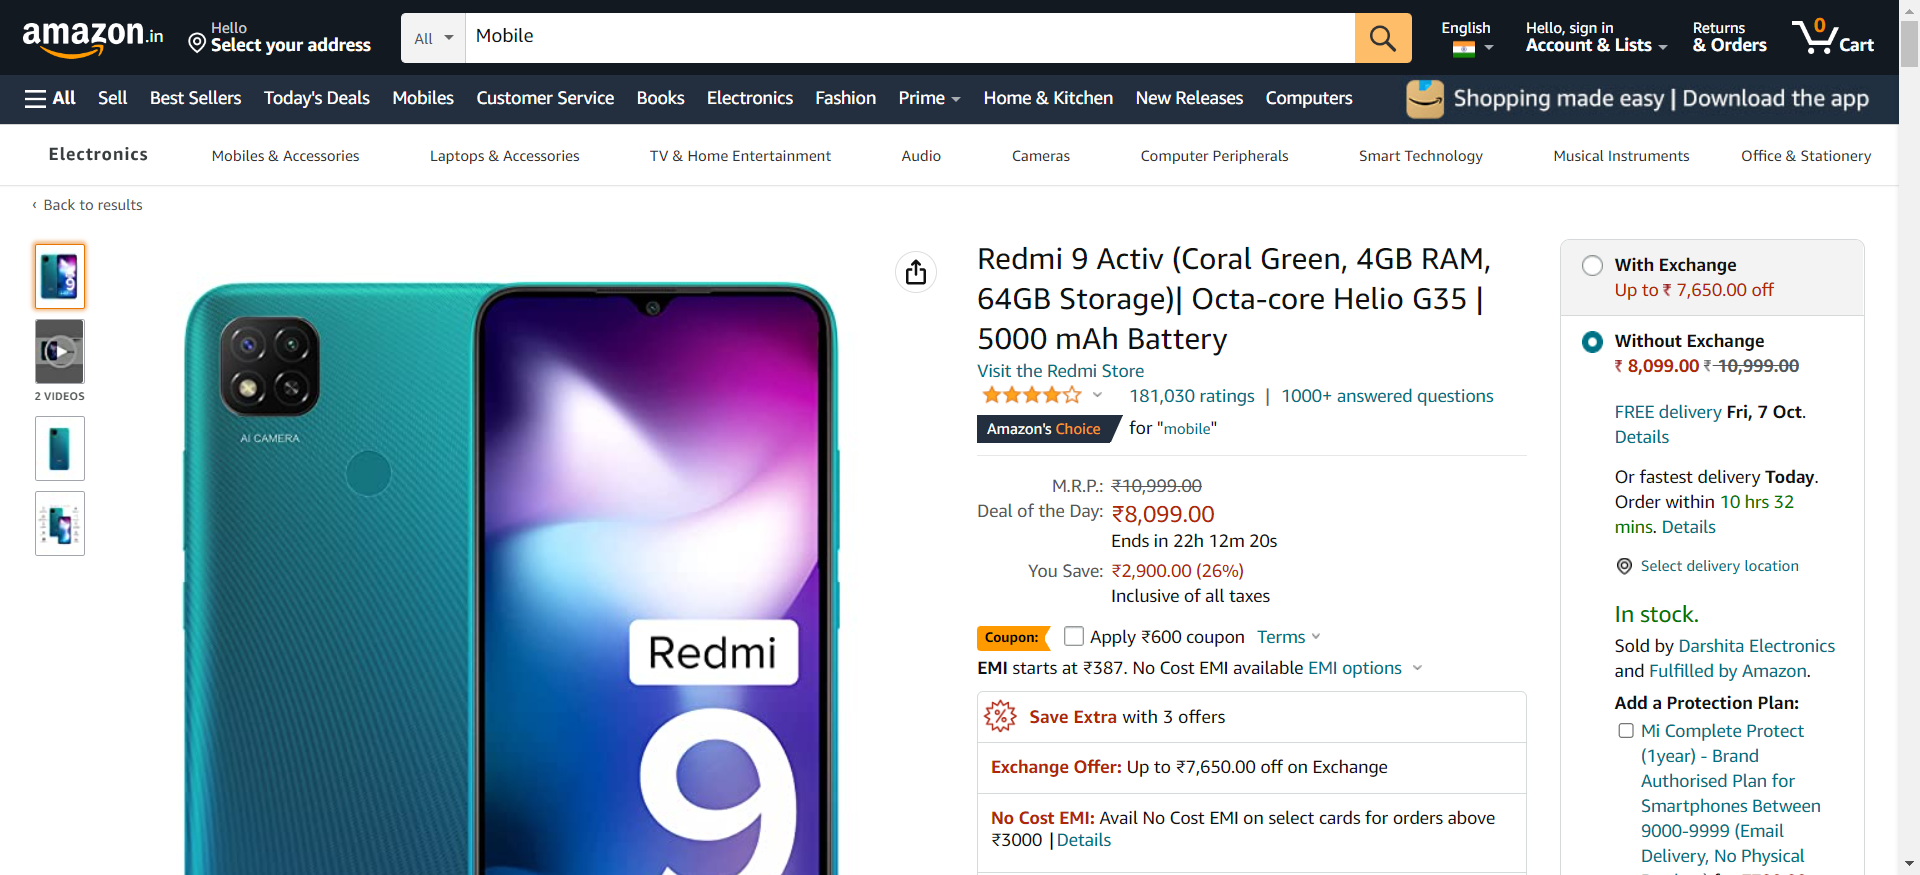 amazon.in
Hello
Select your address
All
Mobile
English
Hello, sign in
Account & Lists
Returns
& Orders
0
Cart
All
Sell
Best Sellers
Today's Deals
Mobiles
Customer Service
Books
Electronics
Fashion
Prime
Home & Kitchen
New Releases
Computers
Shopping made easy | Download the app
Electronics
Mobiles & Accessories
Laptops & Accessories
TV & Home Entertainment
Audio
Cameras
Computer Peripherals
Smart Technology
Musical Instruments
Office & Stationery
‹ Back to results
2 VIDEOS
AI CAMERA
Redmi
9
Redmi 9 Activ (Coral Green, 4GB RAM,
64GB Storage)| Octa-core Helio G35 |
5000 mAh Battery
Visit the Redmi Store
181,030 ratings | 1000+ answered questions
Amazon's Choice for "mobile"
M.R.P.: ₹10,999.00
Deal of the Day: ₹8,099.00
Ends in 22h 12m 20s
You Save: ₹2,900.00 (26%)
Inclusive of all taxes
Coupon: Apply ₹600 coupon Terms
EMI starts at ₹387. No Cost EMI available EMI options
Save Extra with 3 offers
Exchange Offer: Up to ₹7,650.00 off on Exchange
No Cost EMI: Avail No Cost EMI on select cards for orders above
₹3000 | Details
With Exchange
Up to ₹ 7,650.00 off
Without Exchange
₹ 8,099.00 ₹ 10,999.00
FREE delivery Fri, 7 Oct.
Details
Or fastest delivery Today.
Order within 10 hrs 32
mins. Details
Select delivery location
In stock.
Sold by Darshita Electronics
and Fulfilled by Amazon.
Add a Protection Plan:
Mi Complete Protect
(1year) - Brand
Authorised Plan for
Smartphones Between
9000-9999 (Email
Delivery, No Physical